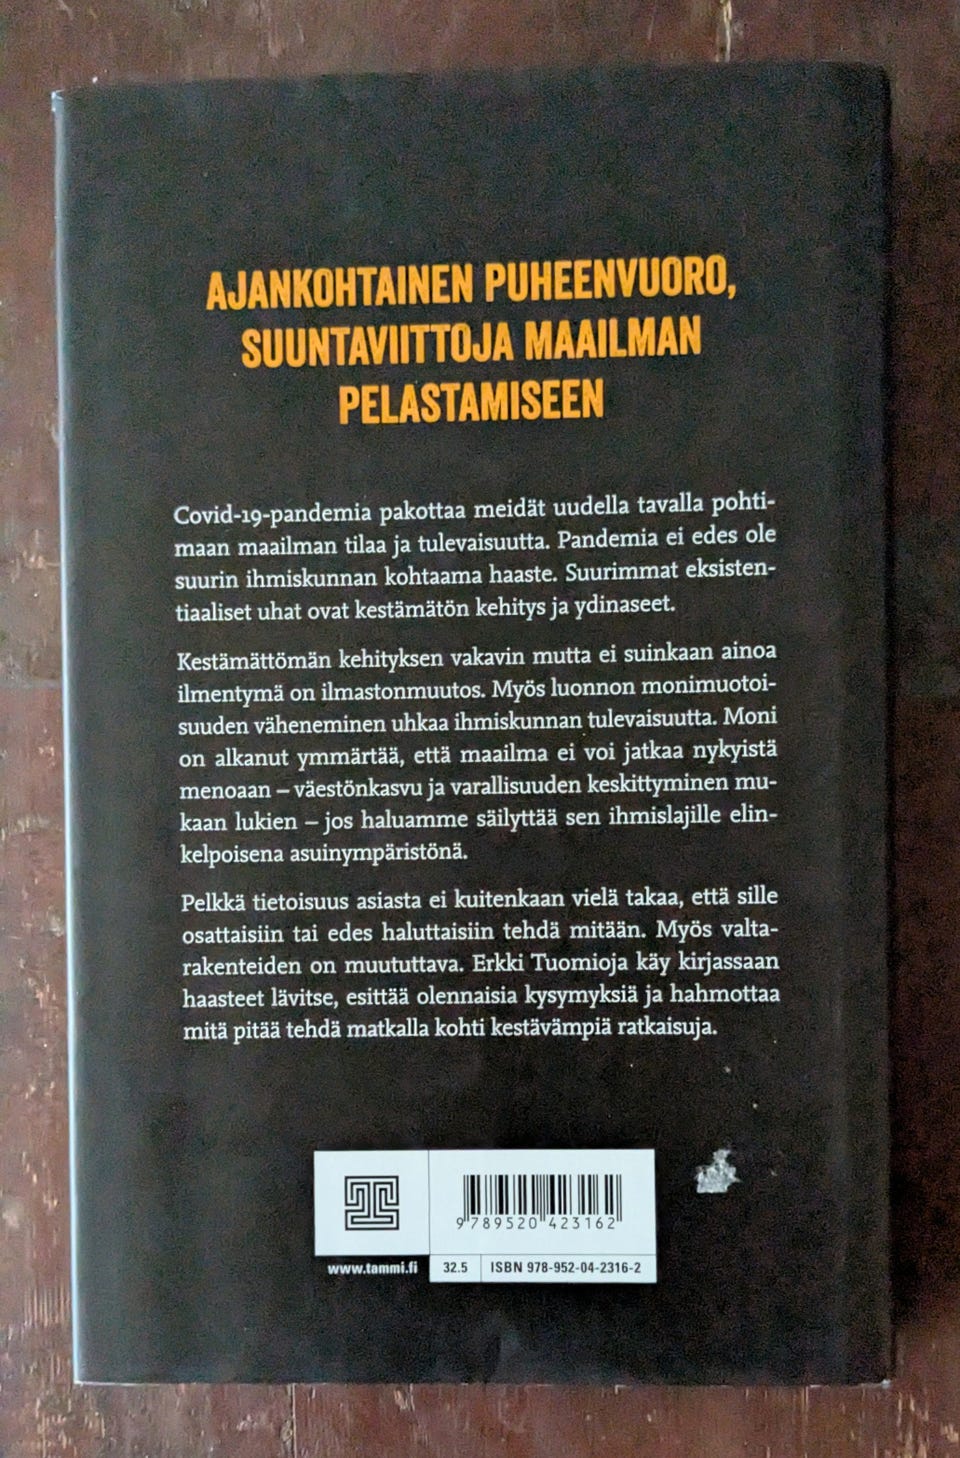 AJANKOHTAINEN PUHEENVUORO,
SUUNTAVIITTOJA MAAILMAN
PELASTAMISEEN
Covid-19-pandemia pakottaa meidät uudella tavalla pohti-
maan maailman tilaa ja tulevaisuutta. Pandemia ei edes ole
suurin ihmiskunnan kohtaama haaste. Suurimmat eksisten-
tiaaliset uhat ovat kestämätön kehitys ja ydinaseet.
Kestämättömän kehityksen vakavin mutta ei suinkaan ainoa
ilmentymä on ilmastonmuutos. Myös luonnon monimuotoi-
suuden väheneminen uhkaa ihmiskunnan tulevaisuutta. Moni
on alkanut ymmärtää, että maailma ei voi jatkaa nykyistä
menoaan – väestönkasvu ja varallisuuden keskittyminen mu-
kaan lukien – jos haluamme säilyttää sen ihmislajille elin-
kelpoisena asuinympäristönä.
Pelkkä tietoisuus asiasta ei kuitenkaan vielä takaa, että sille
osattaisiin tai edes haluttaisiin tehdä mitään. Myös valta-
rakenteiden on muututtava. Erkki Tuomioja käy kirjassaan
haasteet lävitse, esittää olennaisia kysymyksiä ja hahmottaa
mitä pitää tehdä matkalla kohti kestävämpiä ratkaisuja.
9 789520 423162
www.tammi.fi 32.5 ISBN 978-952-04-2316-2